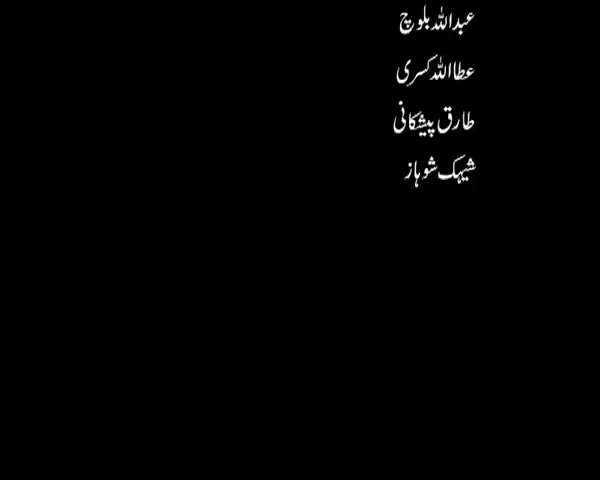 عبداللہ بلوچ
عطااللہ کسری
طارق پیشکانی
شیہک شوہاز